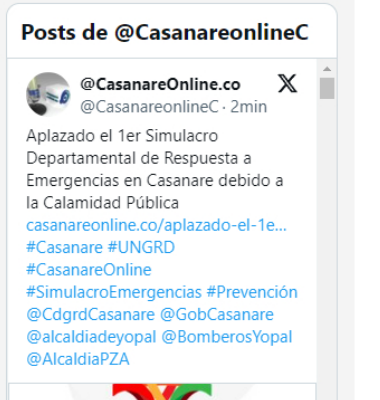 Posts de @CasanareonlineC
@CasanareOnline.co
@CasanareonlineC · 2min
Aplazado el 1er Simulacro
Departamental de Respuesta a
Emergencias en Casanare debido a
la Calamidad Pública
casanareonline.co/aplazado-el-1e...
#Casanare #UNGRD
#CasanareOnline
#SimulacroEmergencias #Prevención
@CdgrdCasanare @GobCasanare
@alcaldiadeyopal @BomberosYopal
@AlcaldiaPZA